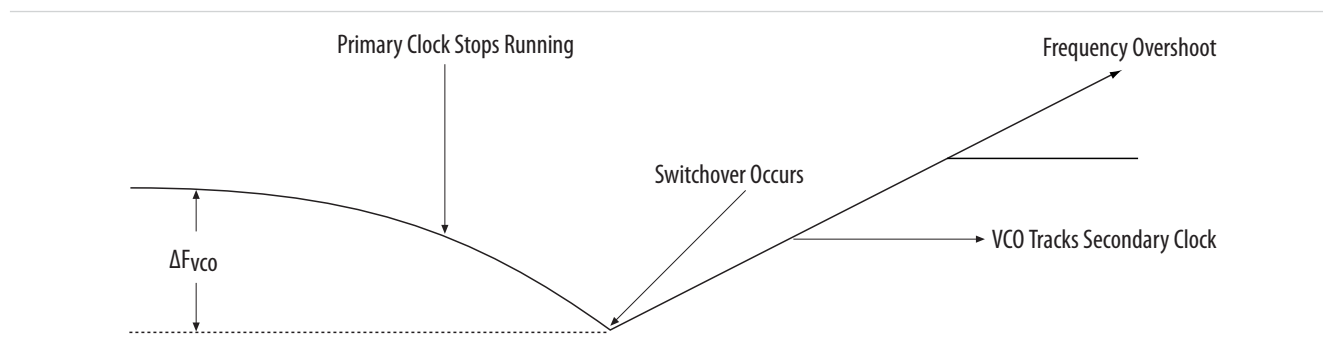 Primary Clock Stops Running
Frequency Overshoot
Switchover Occurs
VCO Tracks Secondary Clock
ΔFvco